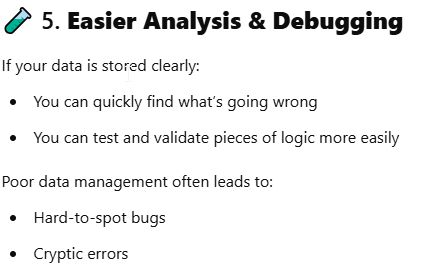 5. Easier Analysis & Debugging
If your data is stored clearly:
• You can quickly find what's going wrong
• You can test and validate pieces of logic more easily
Poor data management often leads to:
• Hard-to-spot bugs
• Cryptic errors